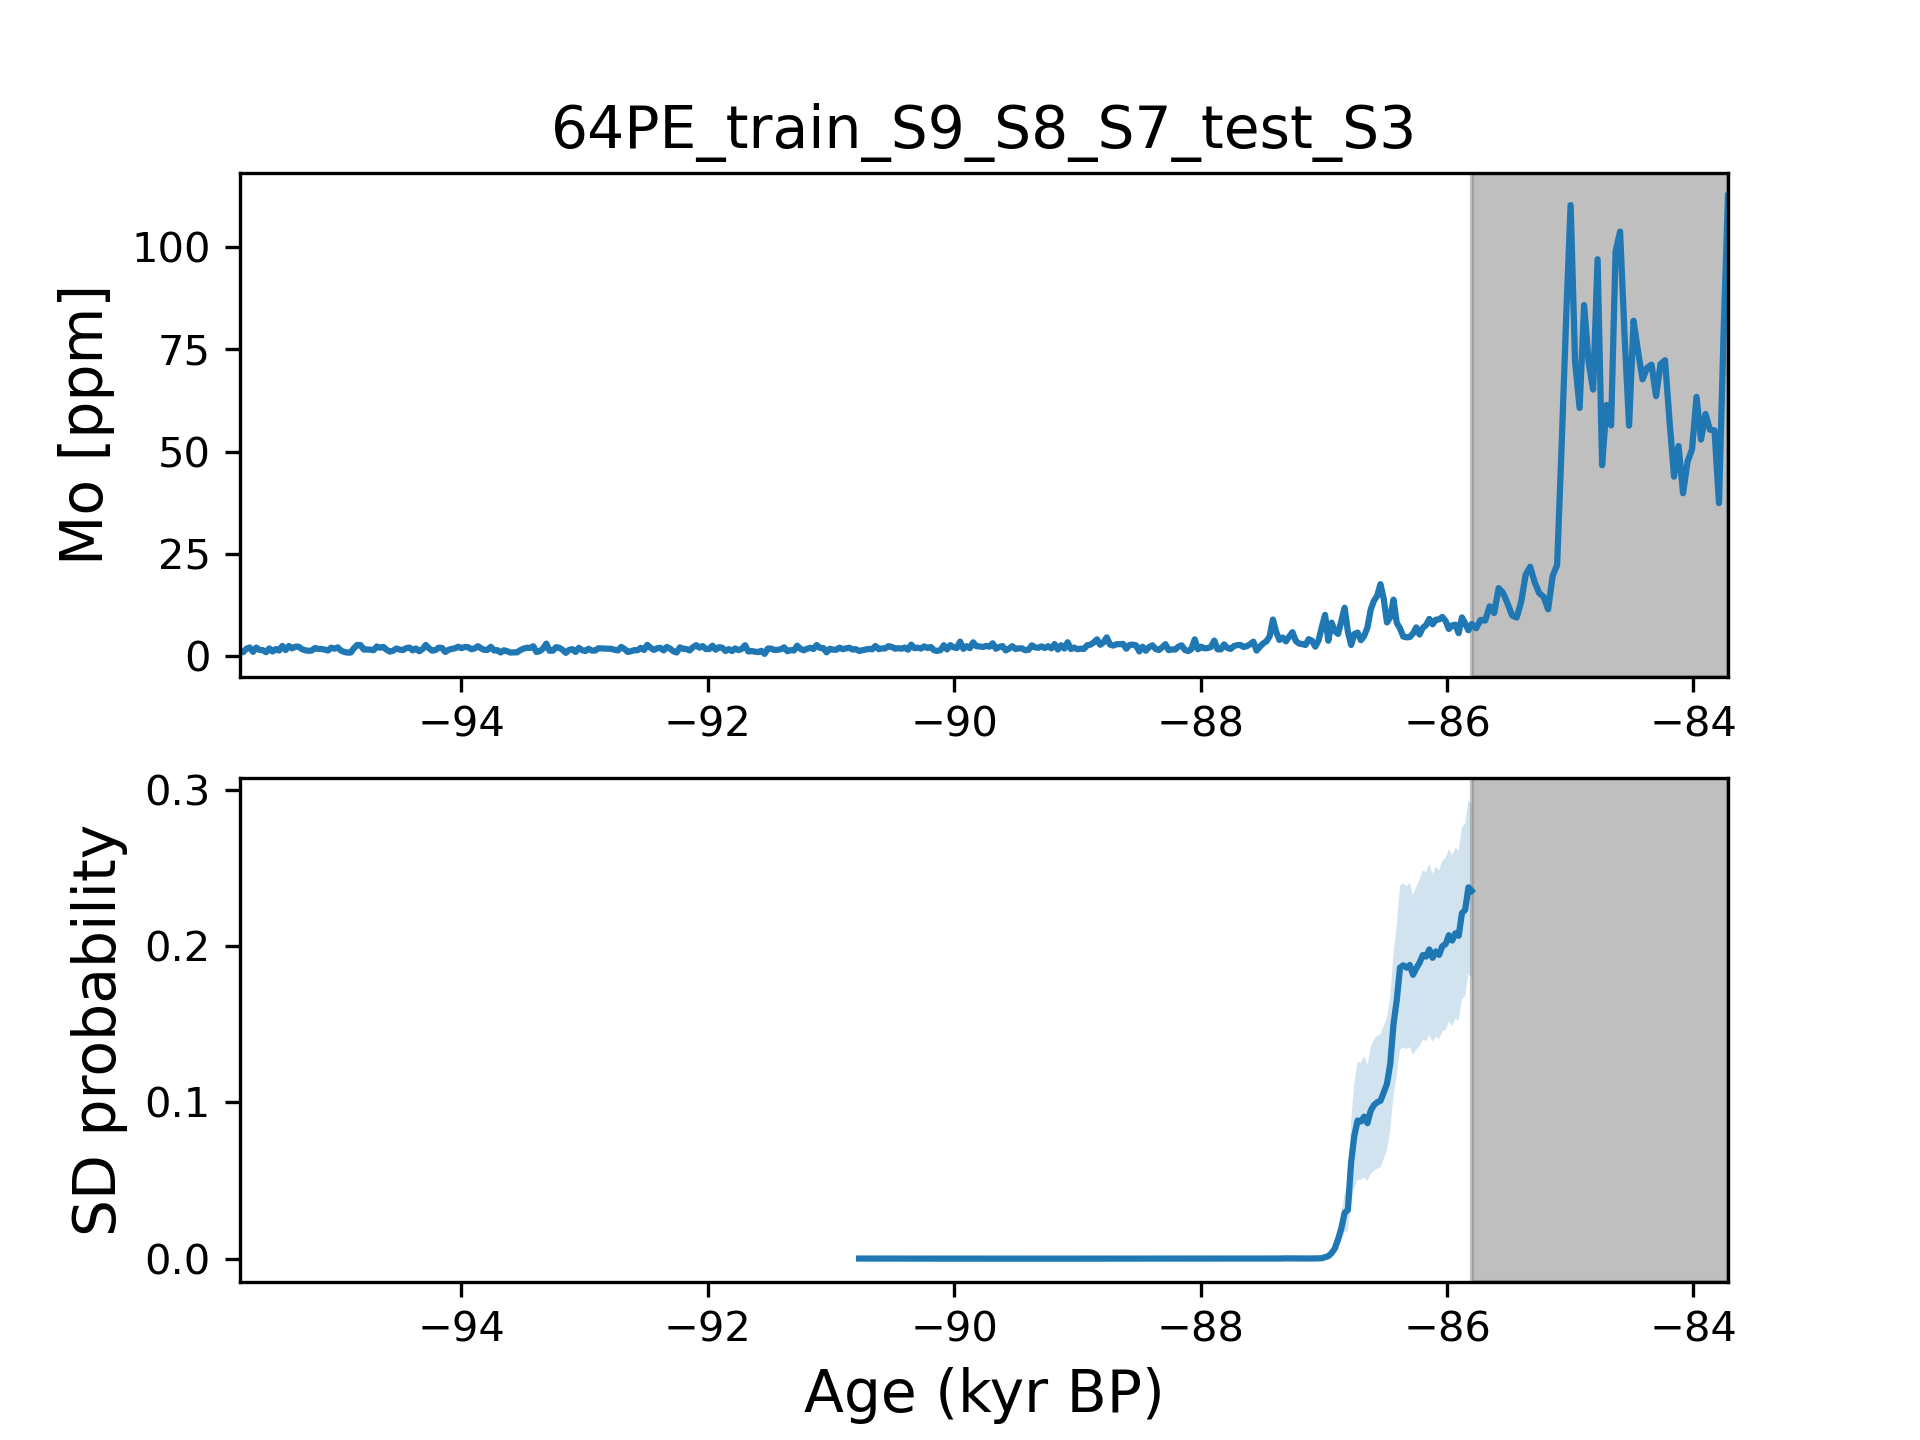 64PE_train_S9_S8_S7_test_S3
Mo [ppm]
100
75
50
25
0
−94 −92 −90 −88 −86 −84
SD probability
0.3
0.2
0.1
0.0
−94 −92 −90 −88 −86 −84
Age (kyr BP)